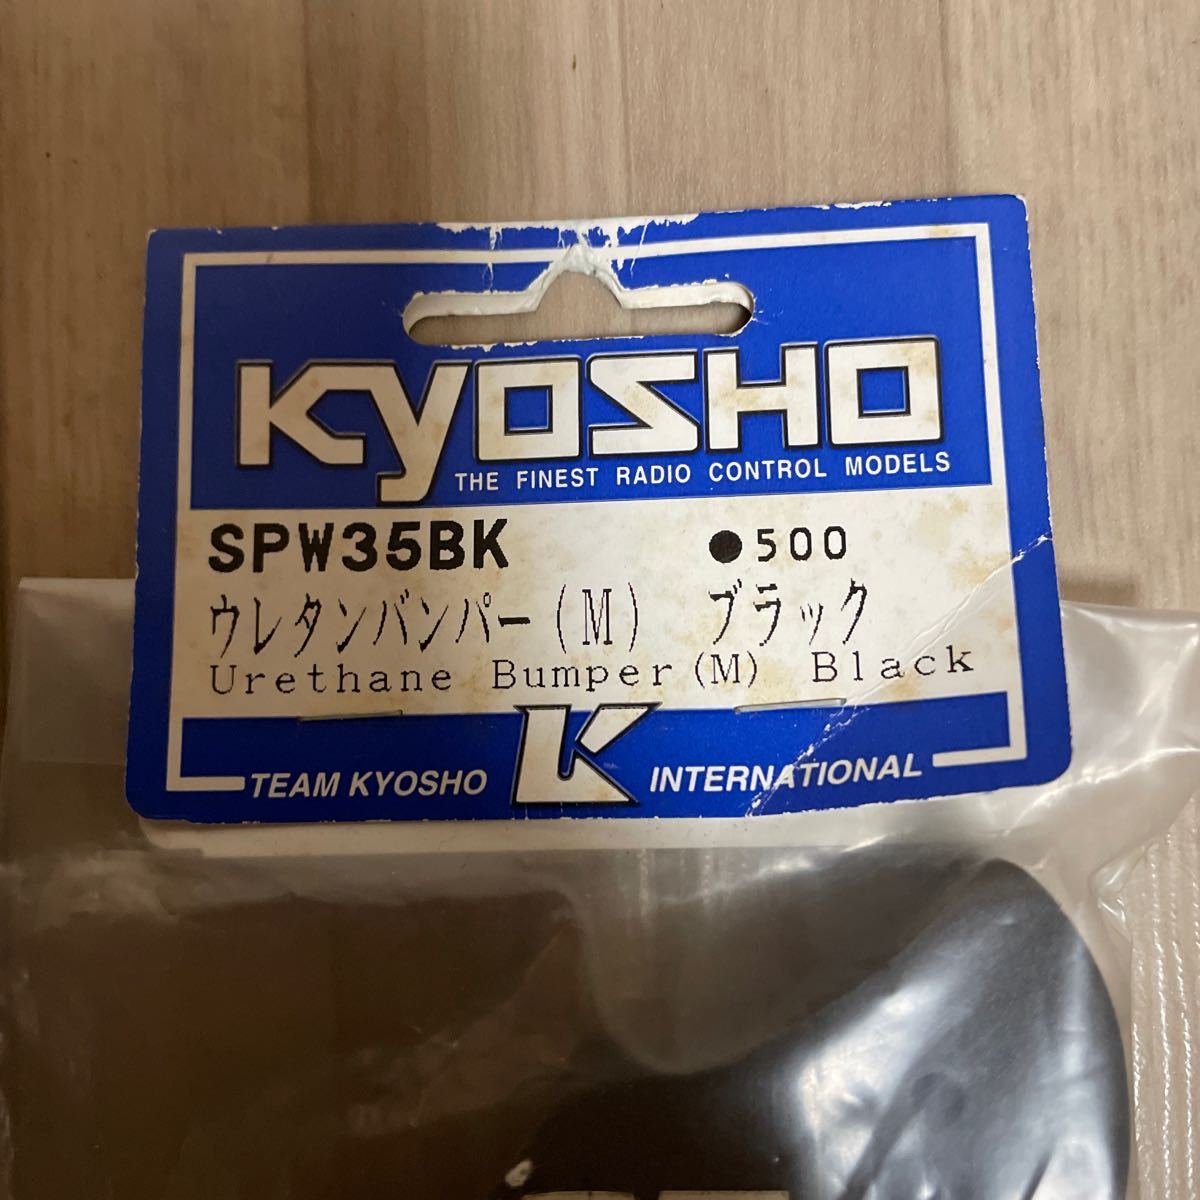 KYOSHO
THE FINEST RADIO CONTROL MODELS
SPW35BK ●500
ウレタンバンパー(M) ブラック
Urethane Bumper (M) Black
TEAM KYOSHO K INTERNATIONAL